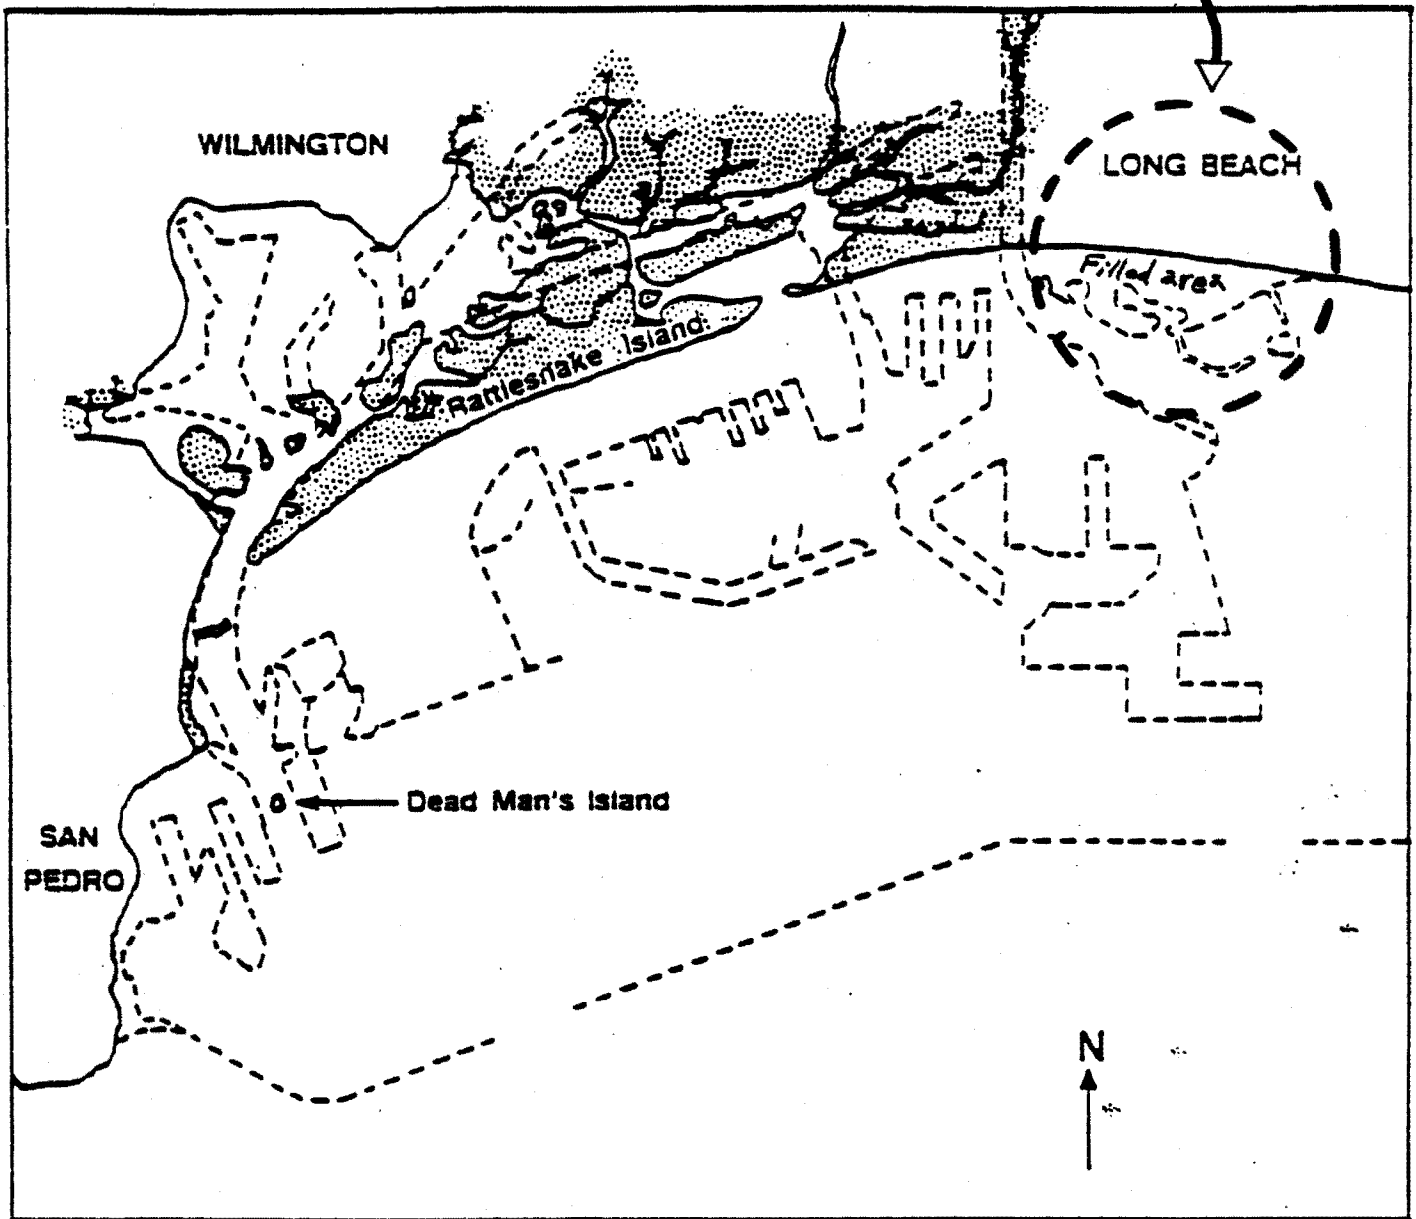 WILMINGTON
LONG BEACH
Filled area
Rattlesnake Island
Dead Man's Island
SAN
PEDRO
N